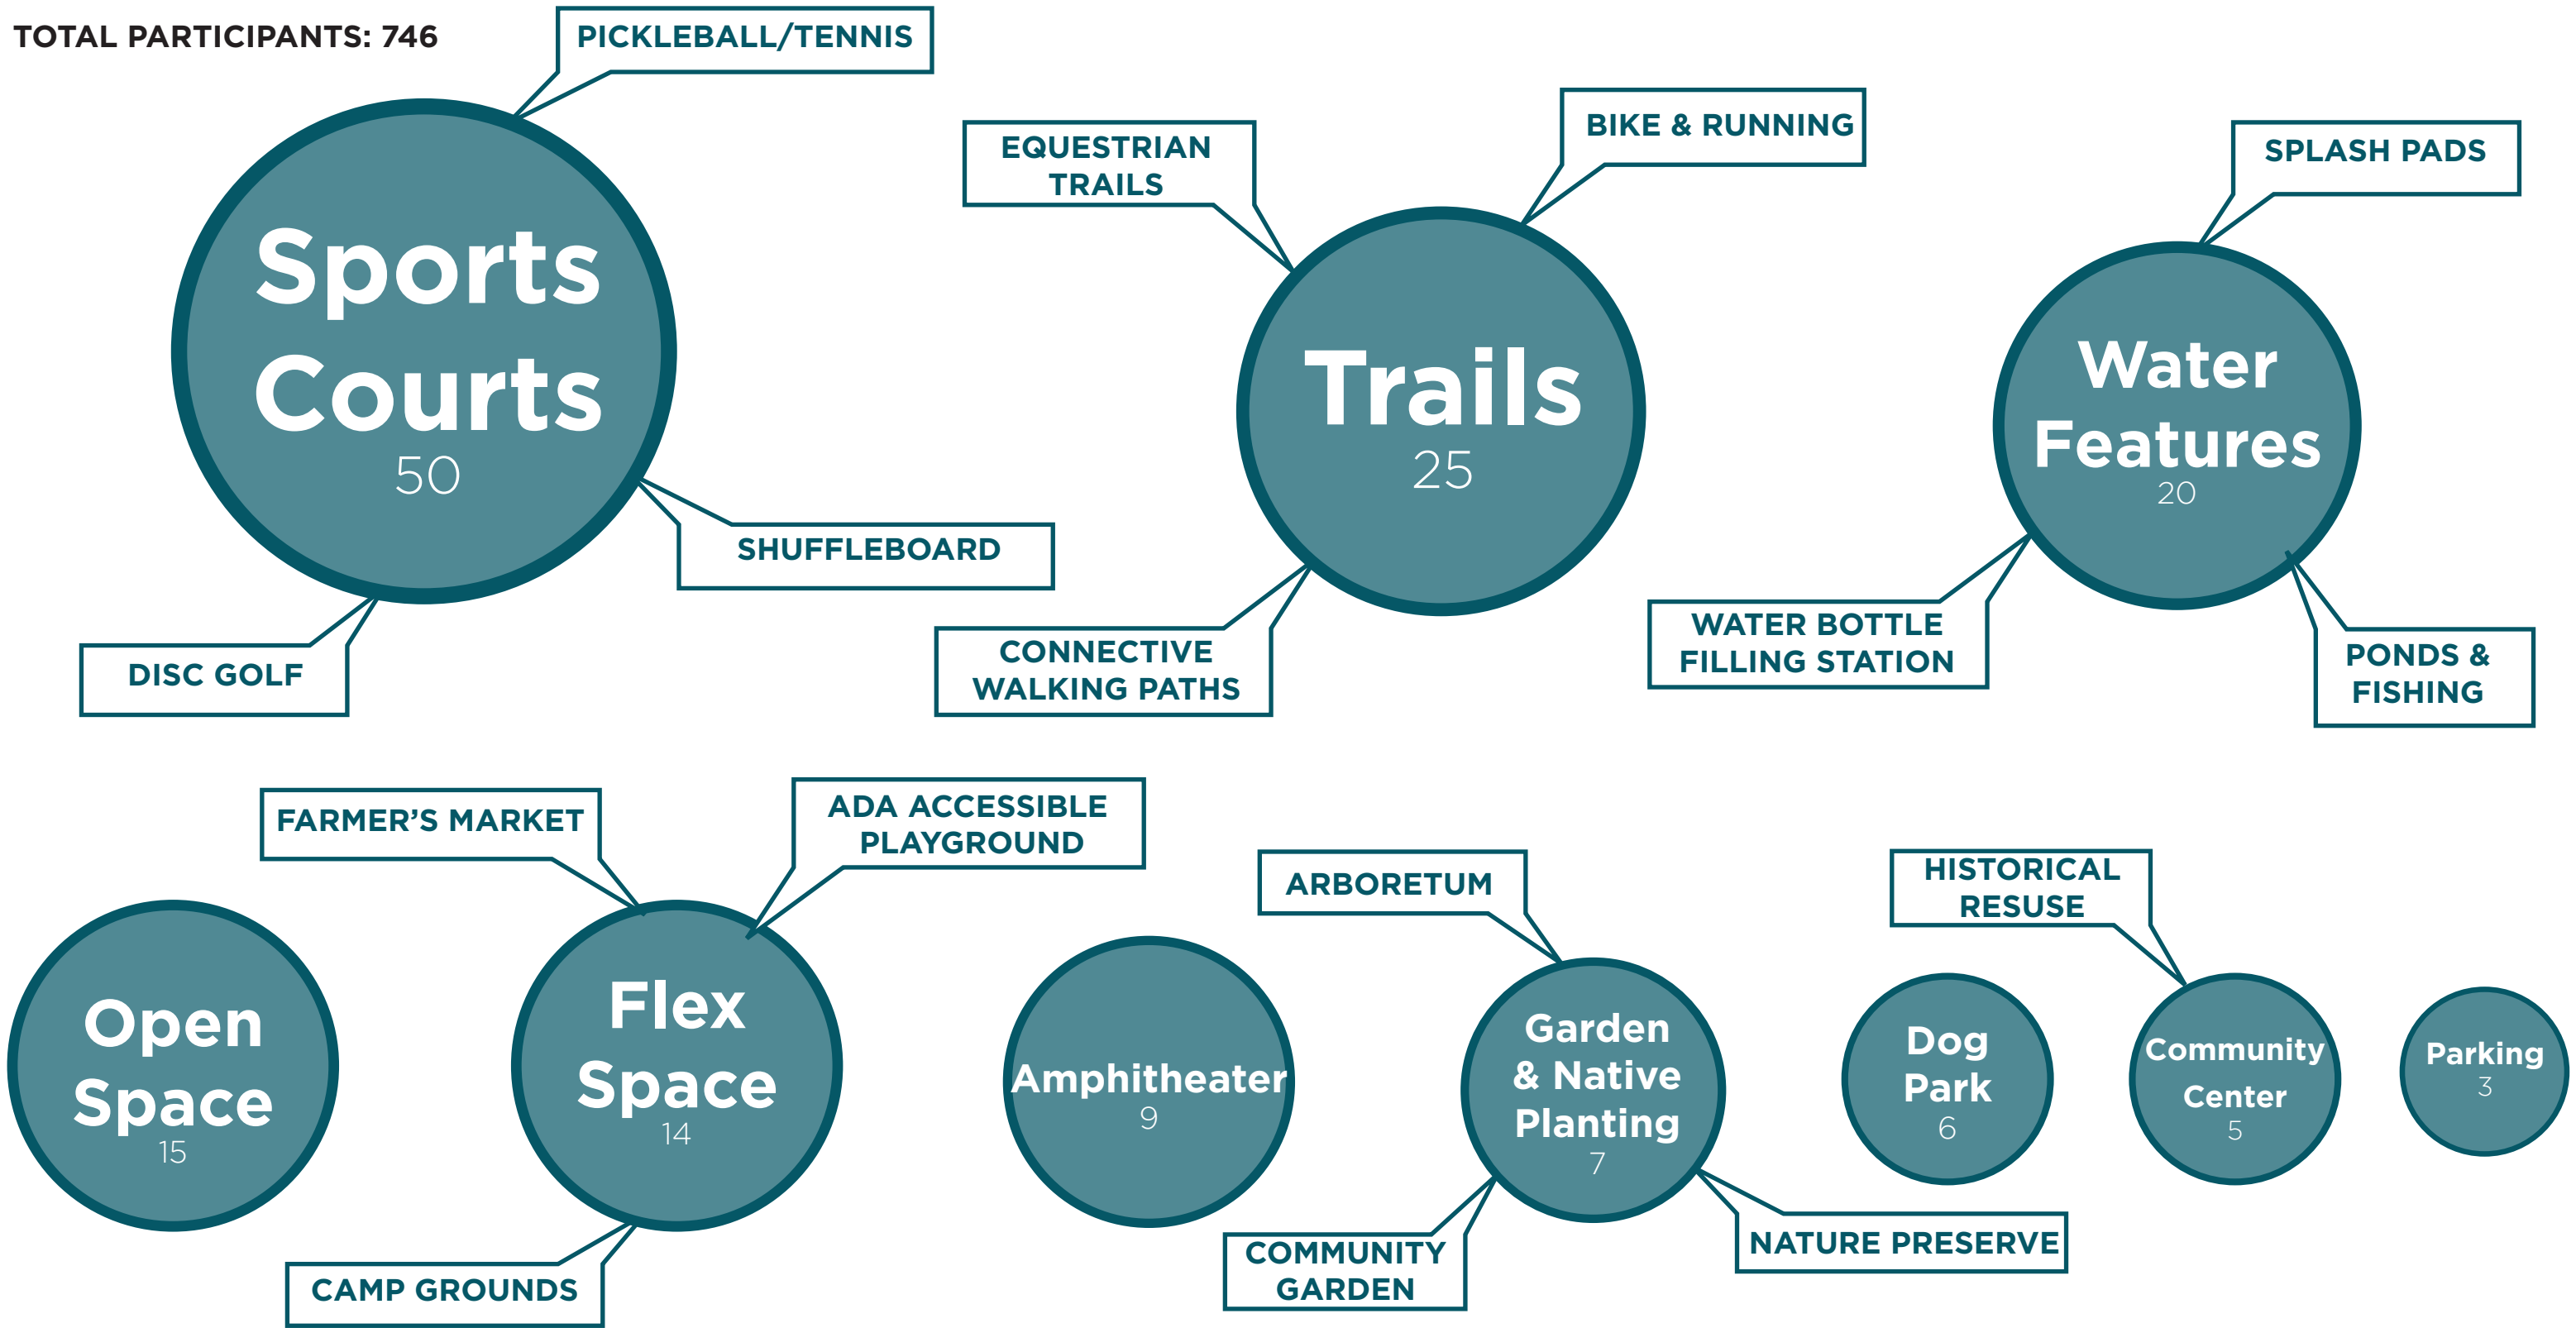 TOTAL PARTICIPANTS: 746
PICKLEBALL/TENNIS
Sports
Courts
50
SHUFFLEBOARD
DISC GOLF
EQUESTRIAN
TRAILS
BIKE & RUNNING
Trails
25
CONNECTIVE
WALKING PATHS
SPLASH PADS
Water
Features
20
WATER BOTTLE
FILLING STATION
PONDS &
FISHING
Open
Space
15
FARMER’S MARKET
ADA ACCESSIBLE
PLAYGROUND
Flex
Space
14
CAMP GROUNDS
Amphitheater
9
ARBORETUM
Garden
& Native
Planting
7
COMMUNITY
GARDEN
NATURE PRESERVE
Dog
Park
6
HISTORICAL
RESUSE
Community
Center
5
Parking
3